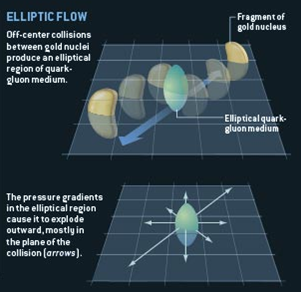 ELLIPTIC FLOW
Off-center collisions
between gold nuclei
produce an elliptical
region of quark-
gluon medium.
Fragment of
gold nucleus
Elliptical quark-
gluon medium
The pressure gradients
in the elliptical region
cause it to explode
outward, mostly in
the plane of the
collision (arrows).